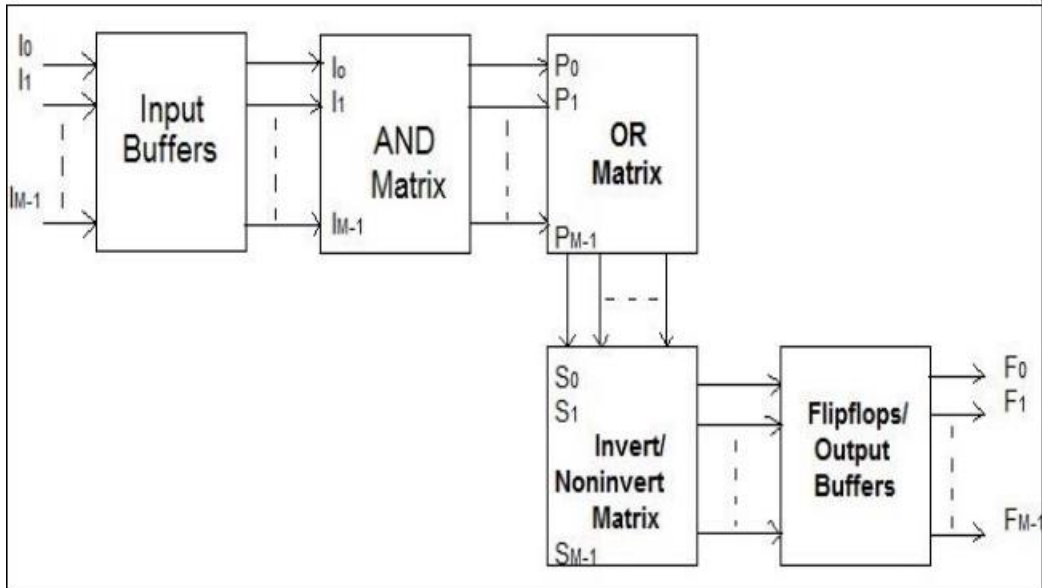 I0
I1
IM-1
Input
Buffers
Io
I1
IM-1
AND
Matrix
P0
P1
PM-1
OR
Matrix
S0
S1
SM-1
Invert/
Noninvert
Matrix
Flipflops/
Output
Buffers
F0
F1
FM-1